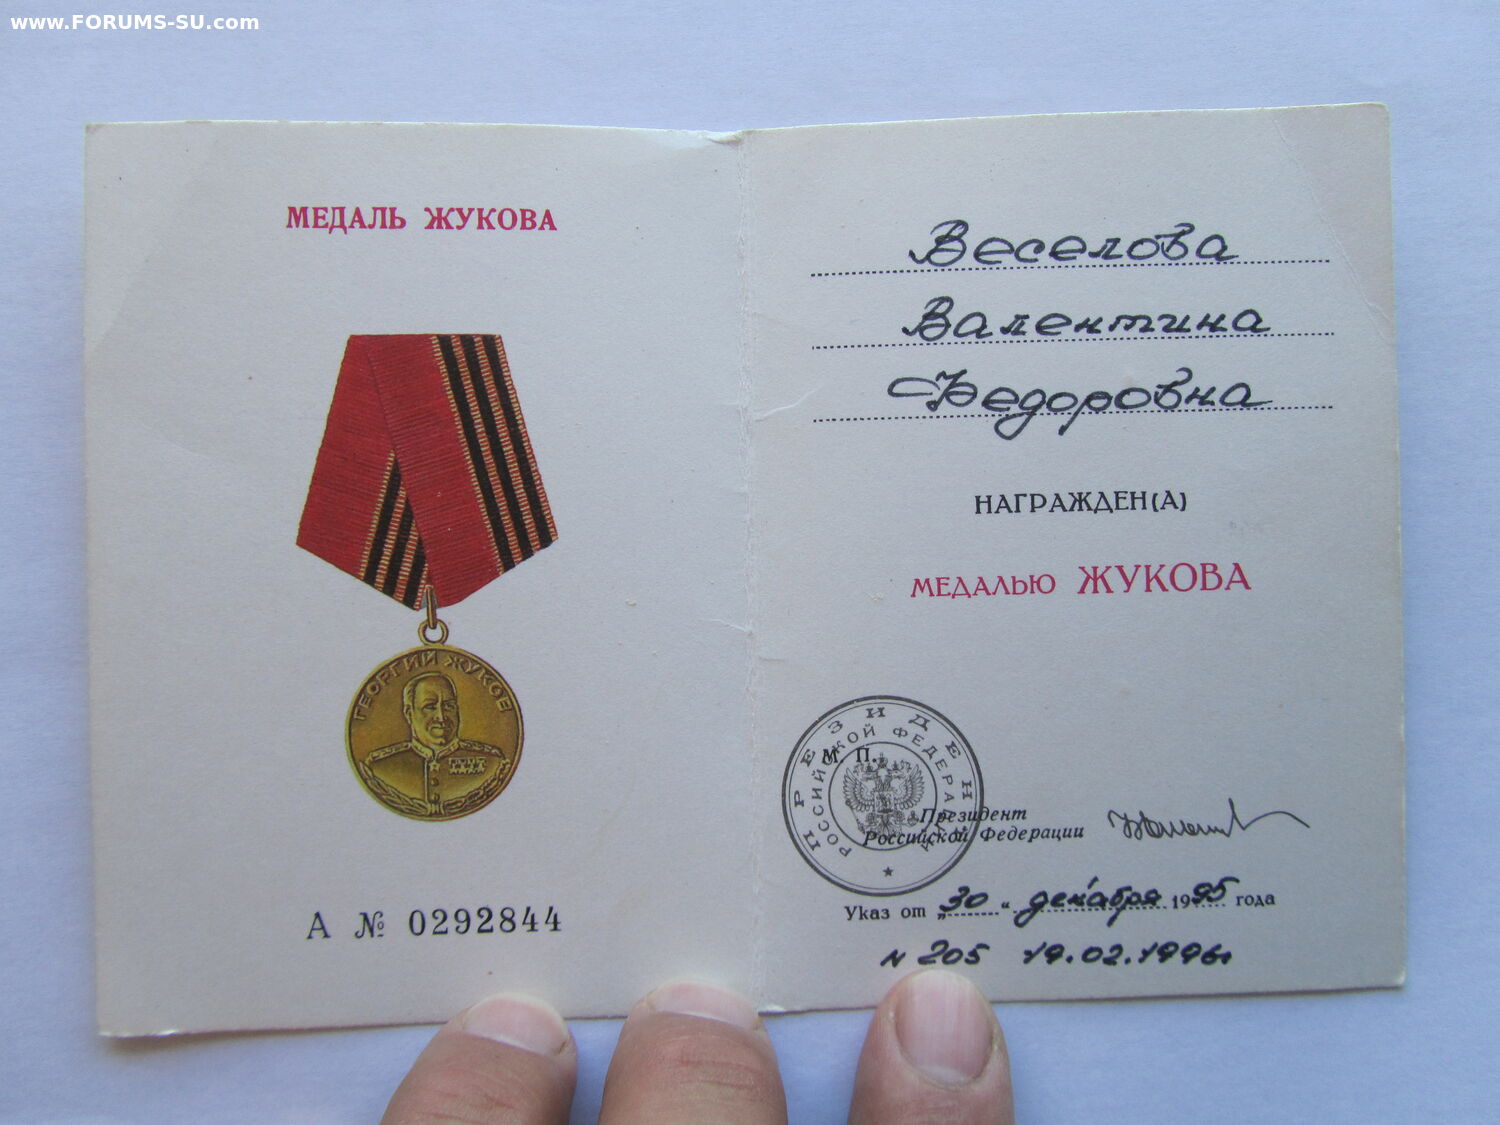 www.FORUMS-SU.com
МЕДАЛЬ ЖУКОВА
ГЕОРГИЙ ЖУКОВ
А № 0292844
Веселова
Валентина
Федоровна
НАГРАЖДЕН(А)
МЕДАЛЬЮ ЖУКОВА
ПРЕЗИДЕНТ
РОССИЙСКОЙ ФЕДЕРАЦИИ
М. П.
Президент
Российской Федерации
Указ от „30“ декабря 1995 года
N 205 19.02.1996г